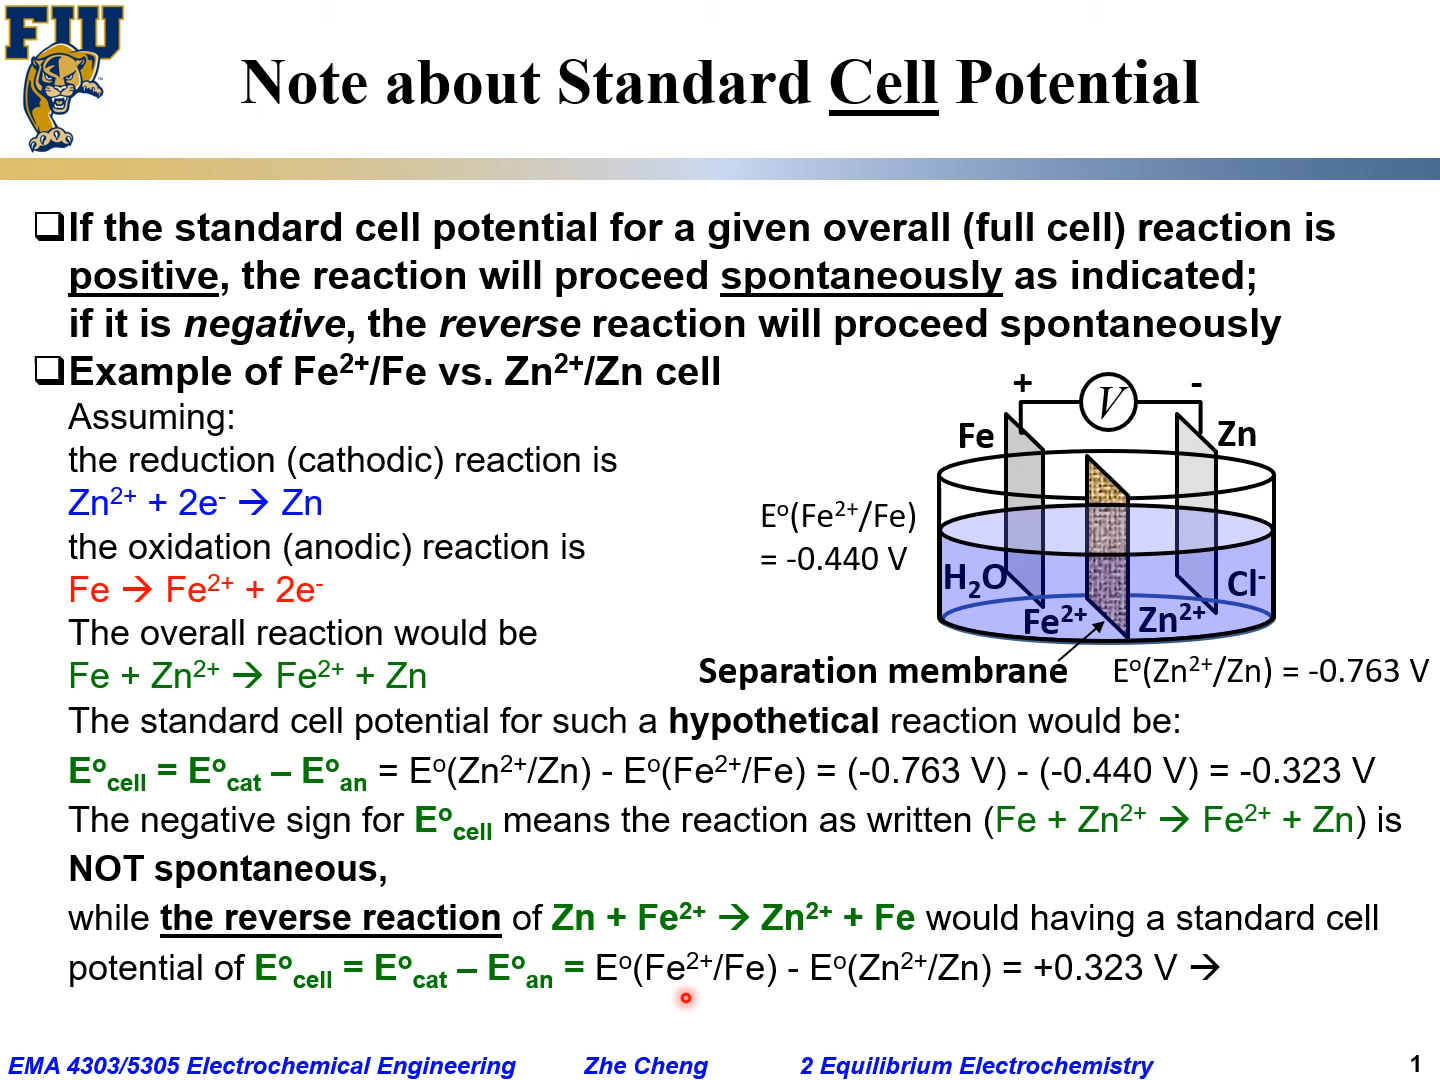 FIU
Note about Standard Cell Potential
❑If the standard cell potential for a given overall (full cell) reaction is
positive, the reaction will proceed spontaneously as indicated;
if it is negative, the reverse reaction will proceed spontaneously
❑Example of Fe²⁺/Fe vs. Zn²⁺/Zn cell
Assuming:
the reduction (cathodic) reaction is
Zn²⁺ + 2e⁻ → Zn
the oxidation (anodic) reaction is
Fe → Fe²⁺ + 2e⁻
The overall reaction would be
Fe + Zn²⁺ → Fe²⁺ + Zn
+
V
-
Fe
Zn
Eᵒ(Fe²⁺/Fe)
= -0.440 V
H₂O
Cl⁻
Fe²⁺
Zn²⁺
Separation membrane
Eᵒ(Zn²⁺/Zn) = -0.763 V
The standard cell potential for such a hypothetical reaction would be:
Eᵒcell = Eᵒcat – Eᵒan = Eᵒ(Zn²⁺/Zn) - Eᵒ(Fe²⁺/Fe) = (-0.763 V) - (-0.440 V) = -0.323 V
The negative sign for Eᵒcell means the reaction as written (Fe + Zn²⁺ → Fe²⁺ + Zn) is
NOT spontaneous,
while the reverse reaction of Zn + Fe²⁺ → Zn²⁺ + Fe would having a standard cell
potential of Eᵒcell = Eᵒcat – Eᵒan = Eᵒ(Fe²⁺/Fe) - Eᵒ(Zn²⁺/Zn) = +0.323 V →
EMA 4303/5305 Electrochemical Engineering
Zhe Cheng
2 Equilibrium Electrochemistry
1